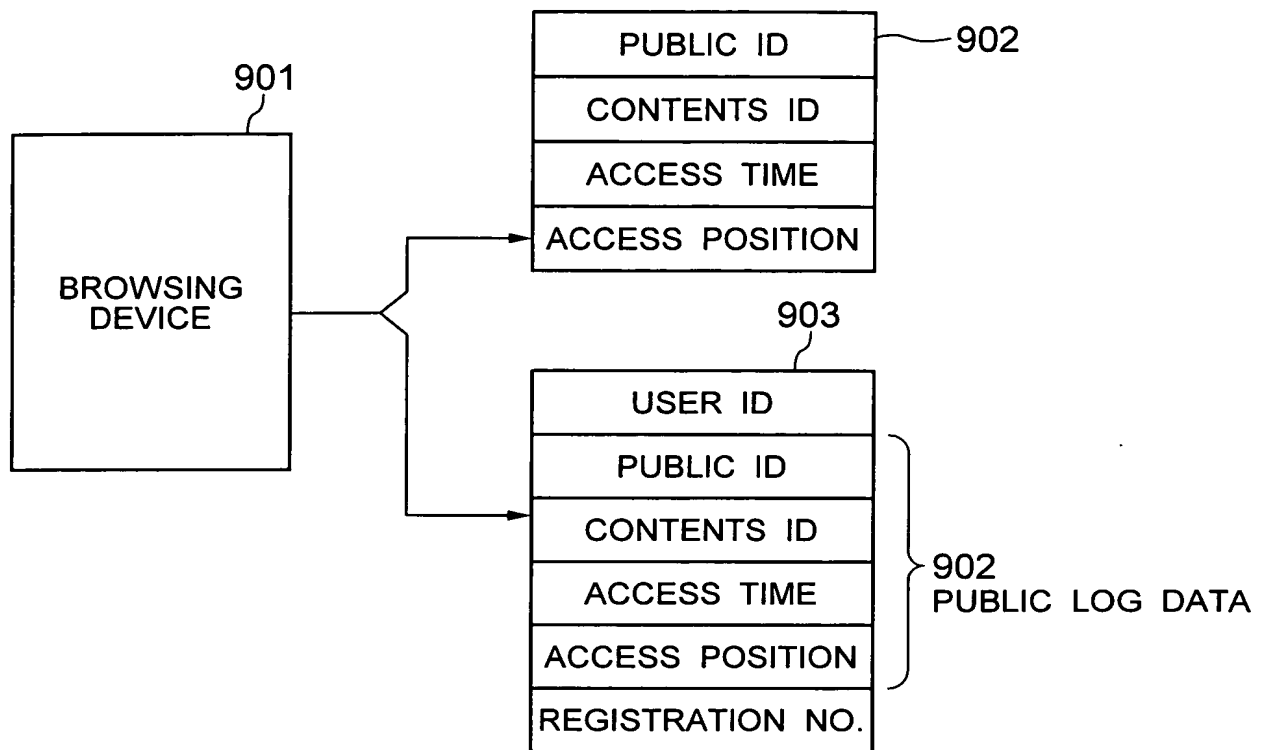 901
BROWSING
DEVICE
902
PUBLIC ID
CONTENTS ID
ACCESS TIME
ACCESS POSITION
903
USER ID
PUBLIC ID
CONTENTS ID
ACCESS TIME
ACCESS POSITION
REGISTRATION NO.
902
PUBLIC LOG DATA